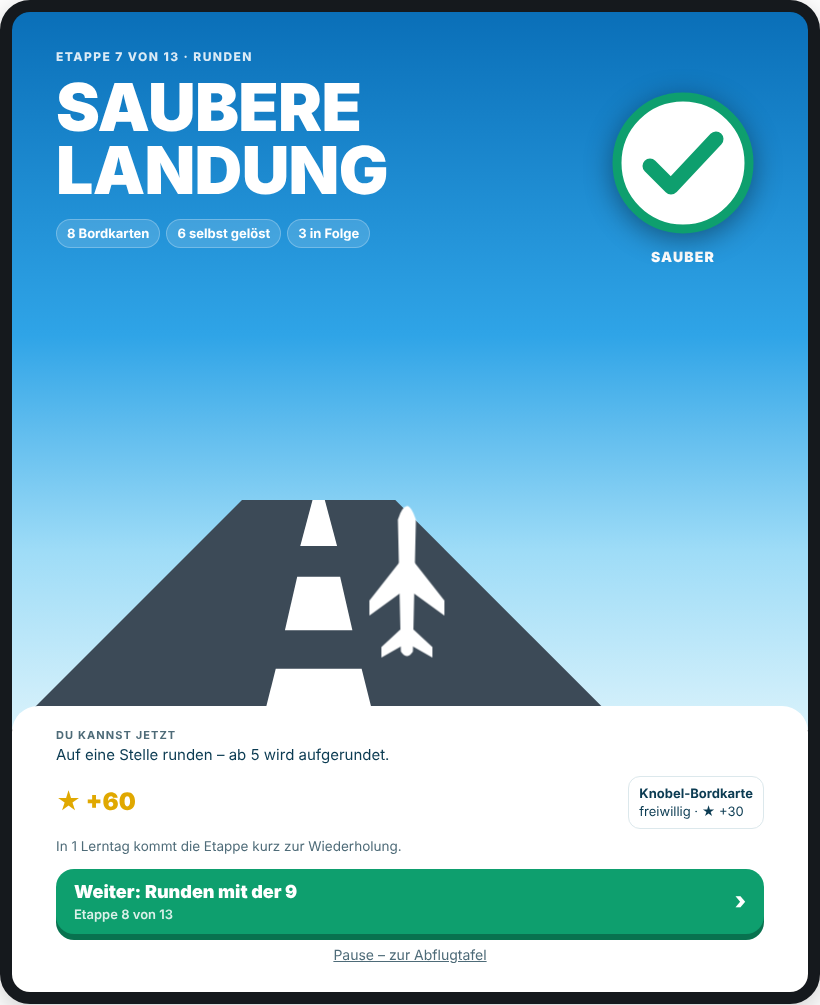 ETAPPE 7 VON 13 · RUNDEN
SAUBERE
LANDUNG
8 Bordkarten
6 selbst gelöst
3 in Folge
SAUBER
DU KANNST JETZT
Auf eine Stelle runden – ab 5 wird aufgerundet.
★ +60
Knobel-Bordkarte
freiwillig · ★ +30
In 1 Lerntag kommt die Etappe kurz zur Wiederholung.
Weiter: Runden mit der 9
Etappe 8 von 13
›
Pause – zur Abflugtafel